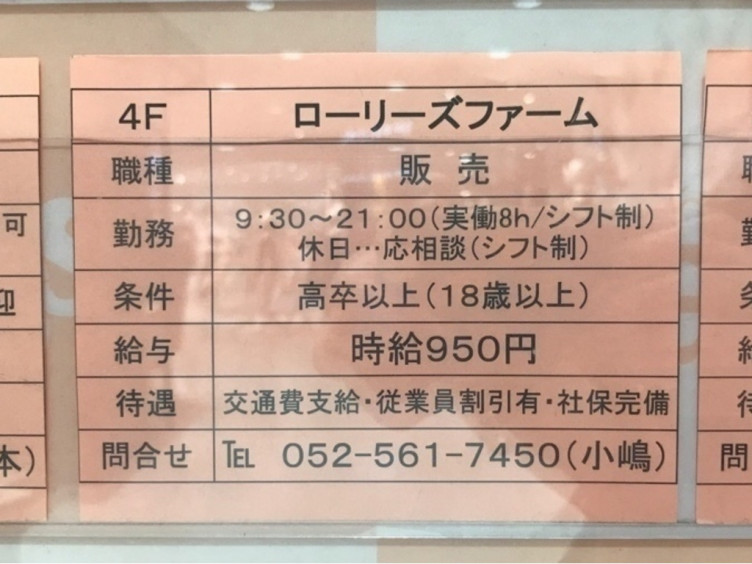 可
迎
本)
4F ローリーズファーム
職種 販売
勤務 9:30～21:00(実働8h/シフト制)
休日…応相談(シフト制)
条件 高卒以上(18歳以上)
給与 時給950円
待遇 交通費支給・従業員割引有・社保完備
問合せ ℡ 052-561-7450(小嶋)